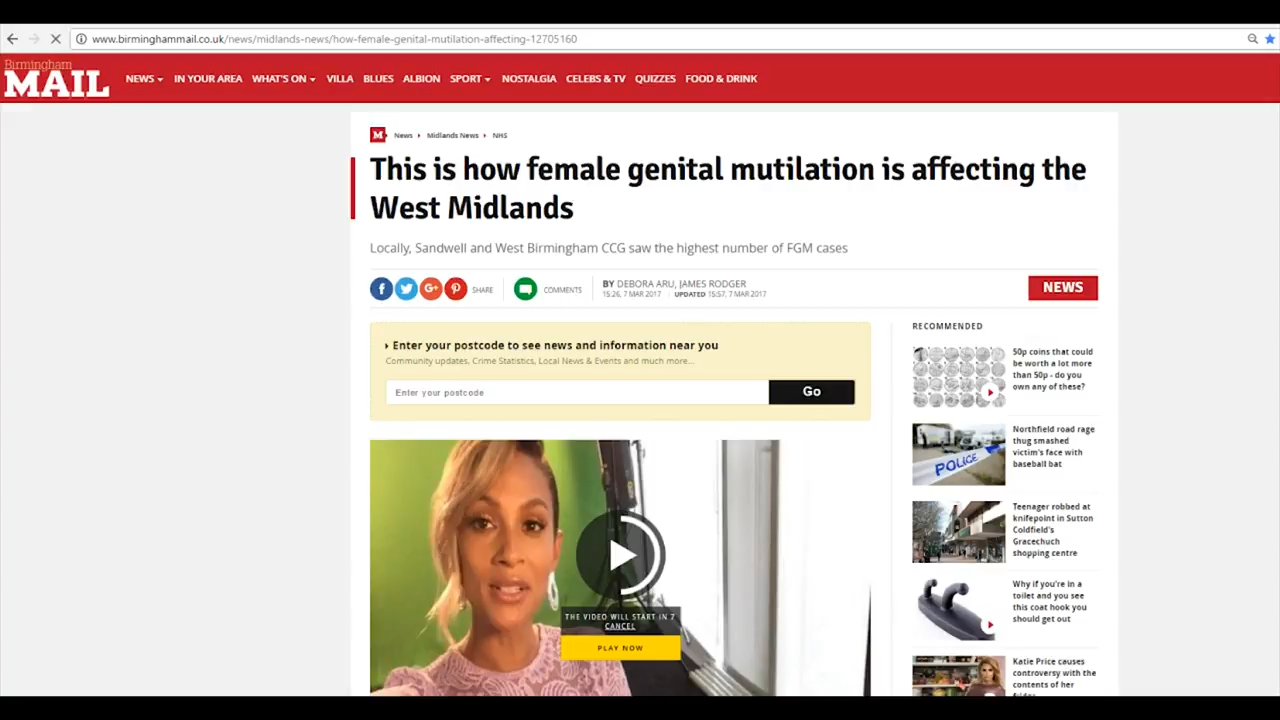 www.birminghammail.co.uk/news/midlands-news/how-female-genital-mutilation-affecting-12705160
Birmingham
MAIL
NEWS IN YOUR AREA WHAT'S ON VILLA BLUES ALBION SPORT NOSTALGIA CELEBS & TV QUIZZES FOOD & DRINK
M News Midlands News NHS
This is how female genital mutilation is affecting the
West Midlands
Locally, Sandwell and West Birmingham CCG saw the highest number of FGM cases
f G+ SHARE COMMENTS
BY DEBORA ARU, JAMES RODGER
15:26, 7 MAR 2017 UPDATED 15:57, 7 MAR 2017
NEWS
Enter your postcode to see news and information near you
Community updates, Crime Statistics, Local News & Events and much more...
Enter your postcode Go
THE VIDEO WILL START IN 7
CANCEL
PLAY NOW
RECOMMENDED
50p coins that could
be worth a lot more
than 50p - do you
own any of these?
Northfield road rage
thug smashed
victim's face with
baseball bat
POLICE
Teenager robbed at
knifepoint in Sutton
Coldfield's
Gracechuch
shopping centre
Why if you're in a
toilet and you see
this coat hook you
should get out
Katie Price causes
controversy with the
contents of her
fridge